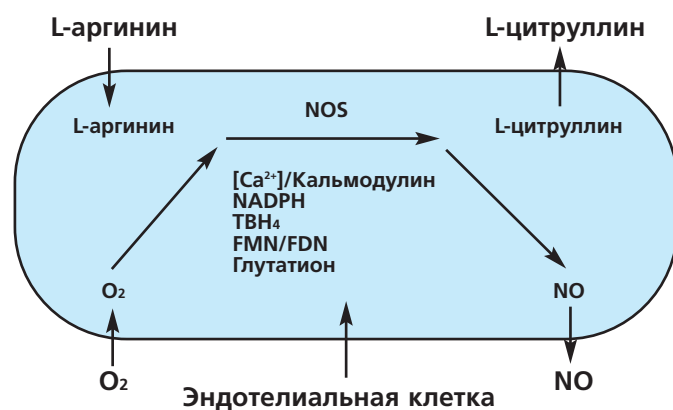 L-аргинин
L-цитруллин
NOS
L-аргинин
L-цитруллин
[Ca²⁺]/Кальмодулин
NADPH
TBH₄
FMN/FDN
Глутатион
O₂
NO
O₂
Эндотелиальная клетка
NO